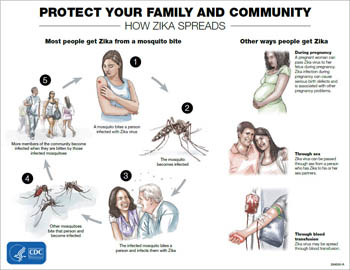 PROTECT YOUR FAMILY AND COMMUNITY
HOW ZIKA SPREADS
Most people get Zika from a mosquito bite
1
A mosquito bites a person
infected with Zika virus
2
The mosquito
becomes infected
3
The infected mosquito bites a
person and infects them with Zika
4
Other mosquitoes
bite that person and
become infected
5
More members of the community become
infected when they are bitten by those
infected mosquitoes
Other ways people get Zika
During pregnancy
A pregnant woman can
pass Zika virus to her
fetus during pregnancy.
Zika infection during
pregnancy can cause
serious birth defects and
is associated with other
pregnancy problems.
Through sex
Zika virus can be passed
through sex from a person
who has Zika to his or her
sex partners.
Through blood
transfusion
Zika virus may be spread
through blood transfusion.
CDC